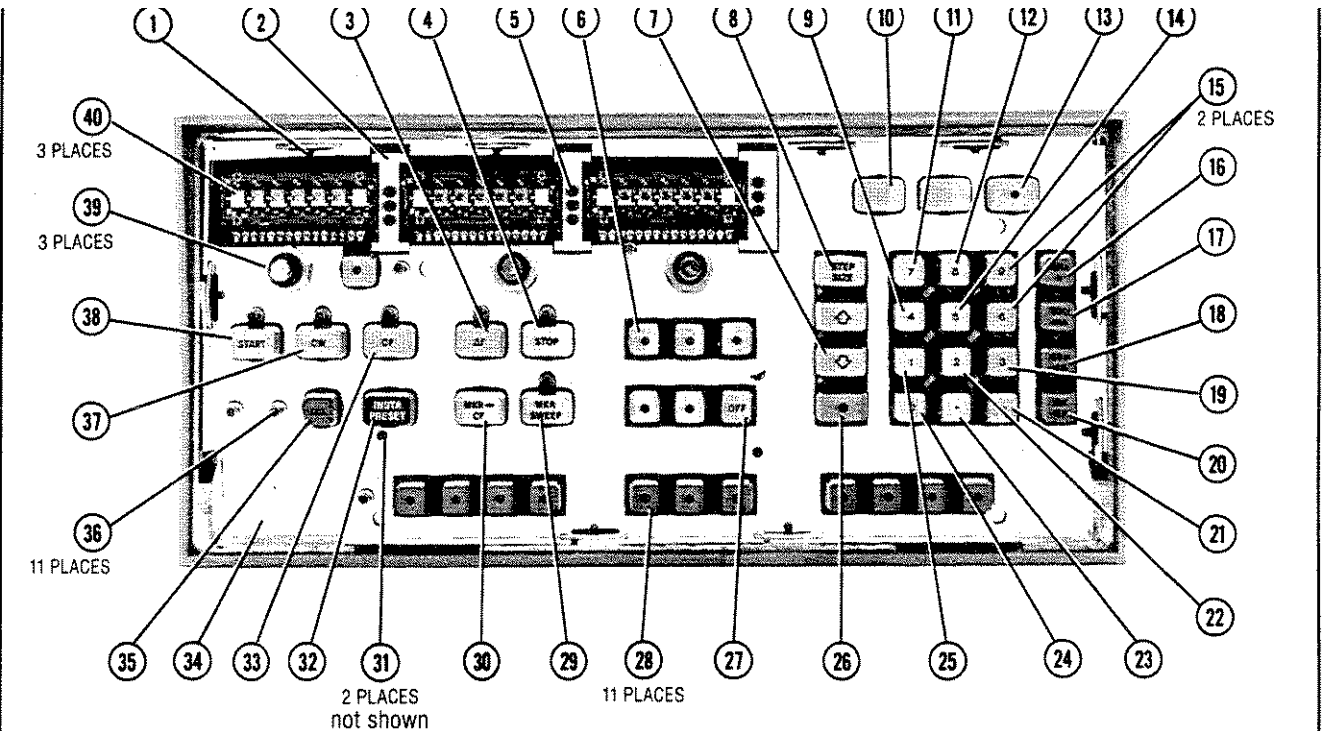 1 2 3 4 5 6 7 8 9 10 11 12 13 14
15
2 PLACES
40
3 PLACES
16
39
3 PLACES
17
STEP SIZE
7 8 9
4 5 6
18
38
START CW CF ΔF STOP
1 2 3
19
37
MKR→ CF
MKR SWEEP
OFF
INSTR PRESET
20
36
11 PLACES
21
22
35 34 33 32 31 30 29 28 27 26 25 24 23
2 PLACES
not shown
11 PLACES